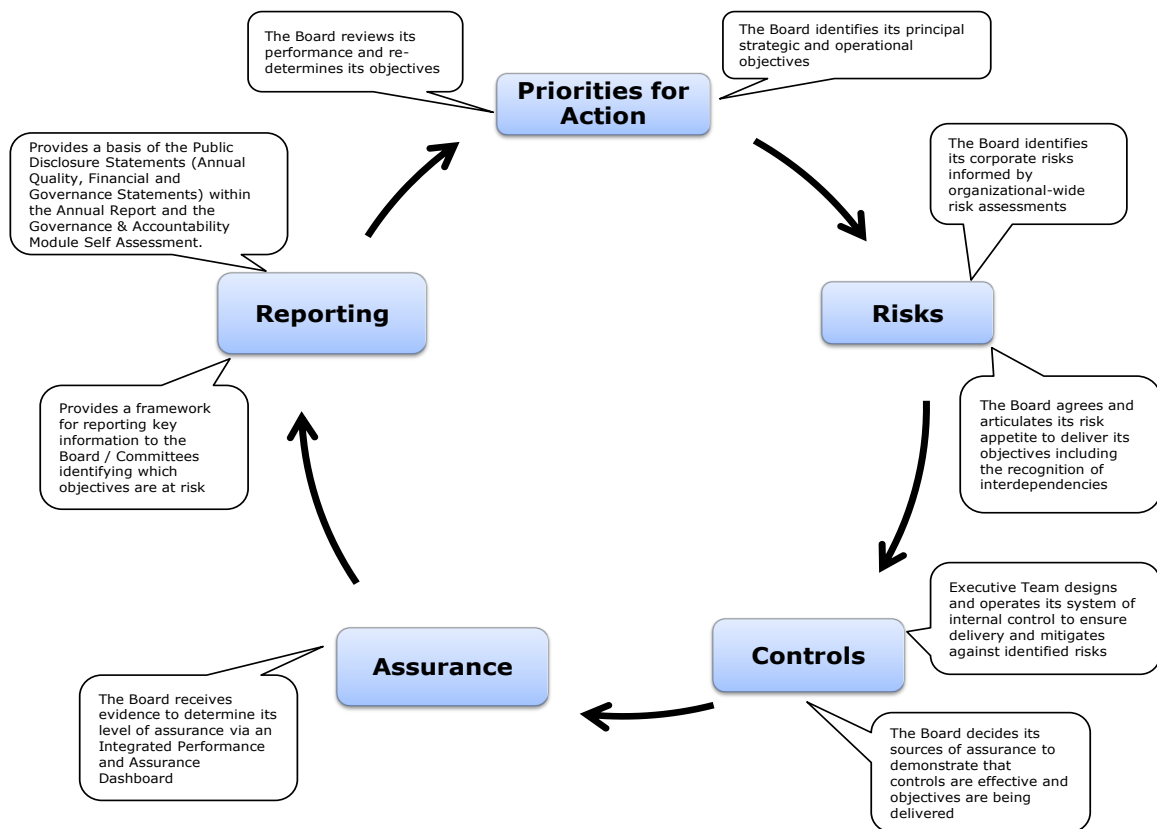 The Board reviews its
performance and re-
determines its objectives
The Board identifies its principal
strategic and operational
objectives
Priorities for
Action
Provides a basis of the Public
Disclosure Statements (Annual
Quality, Financial and
Governance Statements) within
the Annual Report and the
Governance & Accountability
Module Self Assessment.
The Board identifies
its corporate risks
informed by
organizational-wide
risk assessments
Reporting
Risks
Provides a framework
for reporting key
information to the
Board / Committees
identifying which
objectives are at risk
The Board agrees and
articulates its risk
appetite to deliver its
objectives including
the recognition of
interdependencies
Executive Team designs
and operates its system of
internal control to ensure
delivery and mitigates
against identified risks
Assurance
Controls
The Board receives
evidence to determine its
level of assurance via an
Integrated Performance
and Assurance
Dashboard
The Board decides its
sources of assurance to
demonstrate that
controls are effective and
objectives are being
delivered